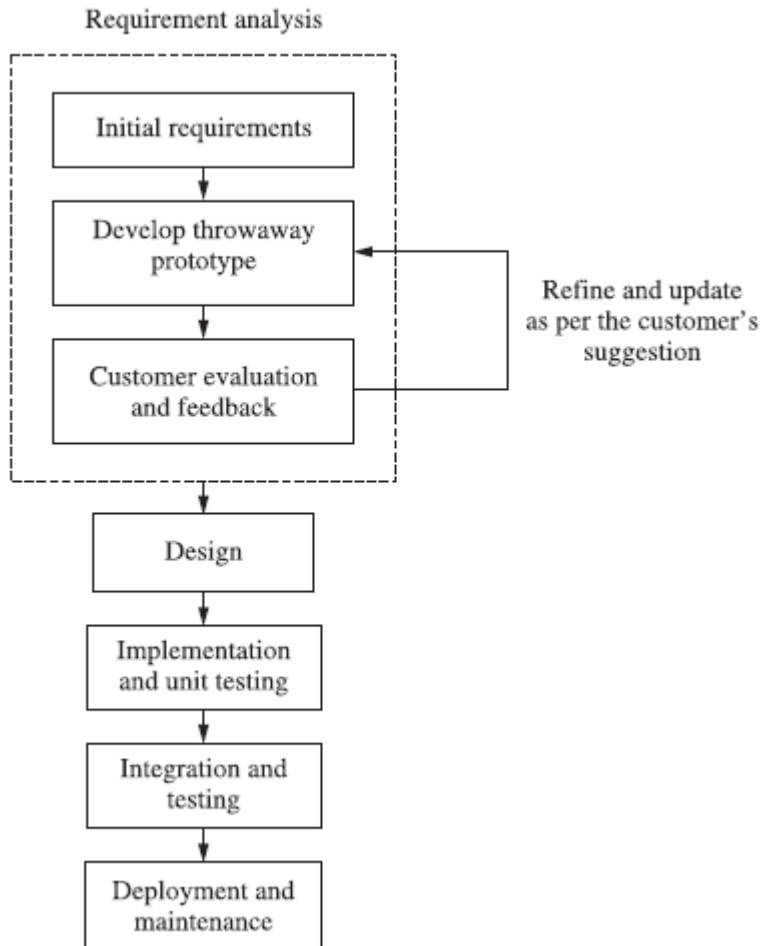 Requirement analysis
Initial requirements
Develop throwaway
prototype
Refine and update
as per the customer's
suggestion
Customer evaluation
and feedback
Design
Implementation
and unit testing
Integration and
testing
Deployment and
maintenance